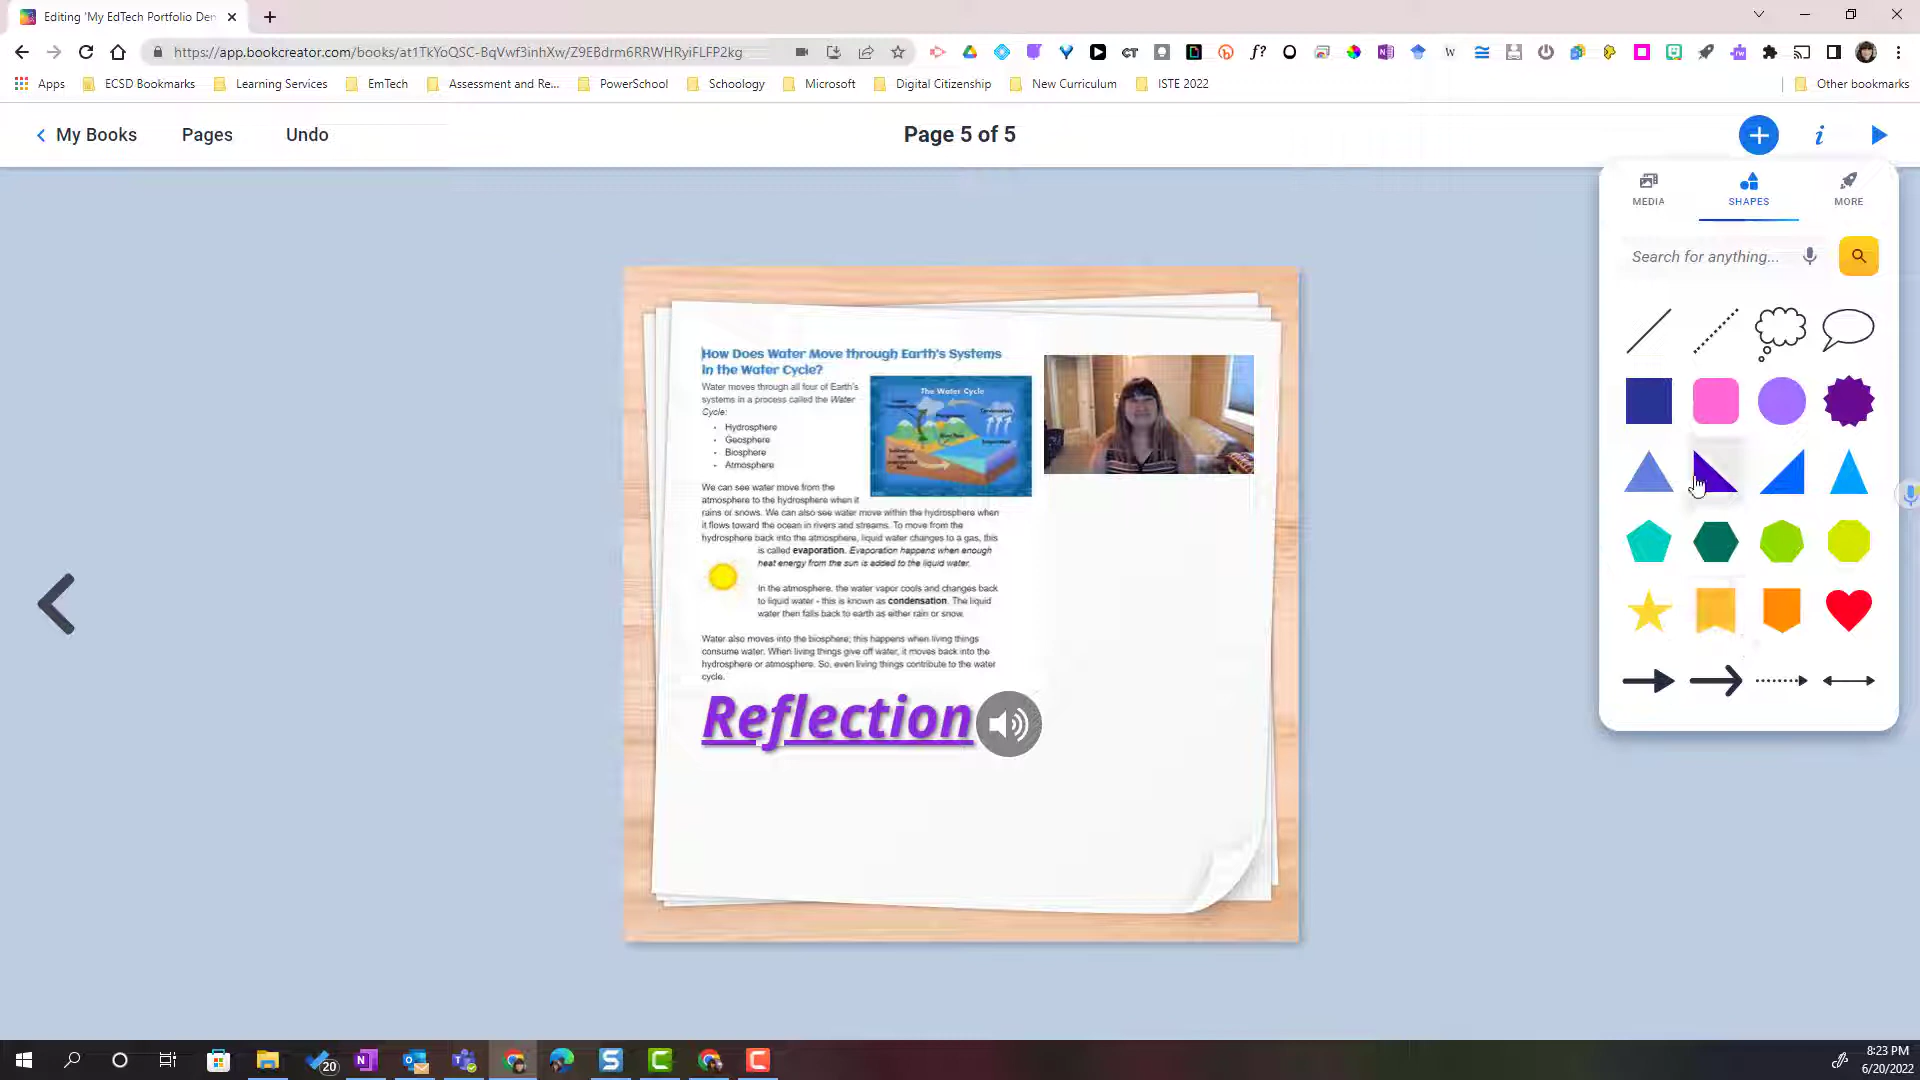 Editing 'My EdTech Portfolio Den
https://app.bookcreator.com/books/at1TkYoQSC-BqVwf3inhXw/Z9EBdrm6RRWHRyiFLFP2kg
Apps ECSD Bookmarks Learning Services EmTech Assessment and Re... PowerSchool Schoology Microsoft Digital Citizenship New Curriculum ISTE 2022 Other bookmarks
My Books Pages Undo Page 5 of 5
MEDIA SHAPES MORE
Search for anything...
How Does Water Move through Earth's Systems
in the Water Cycle?
Water moves through all four of Earth's
systems in a process called the Water
Cycle:
• Hydrosphere
• Geosphere
• Biosphere
• Atmosphere
The Water Cycle
We can see water move from the
atmosphere to the hydrosphere when it
rains or snows. We can also see water move within the hydrosphere when
it flows toward the ocean in rivers and streams. To move from the
hydrosphere back into the atmosphere, liquid water changes to a gas, this
is called evaporation. Evaporation happens when enough
heat energy from the sun is added to the liquid water.
In the atmosphere, the water vapor cools and changes back
to liquid water - this is known as condensation. The liquid
water then falls back to earth as either rain or snow.
Water also moves into the biosphere; this happens when living things
consume water. When living things give off water, it moves back into the
hydrosphere or atmosphere. So, even living things contribute to the water
cycle.
Reflection
20
8:23 PM
6/20/2022